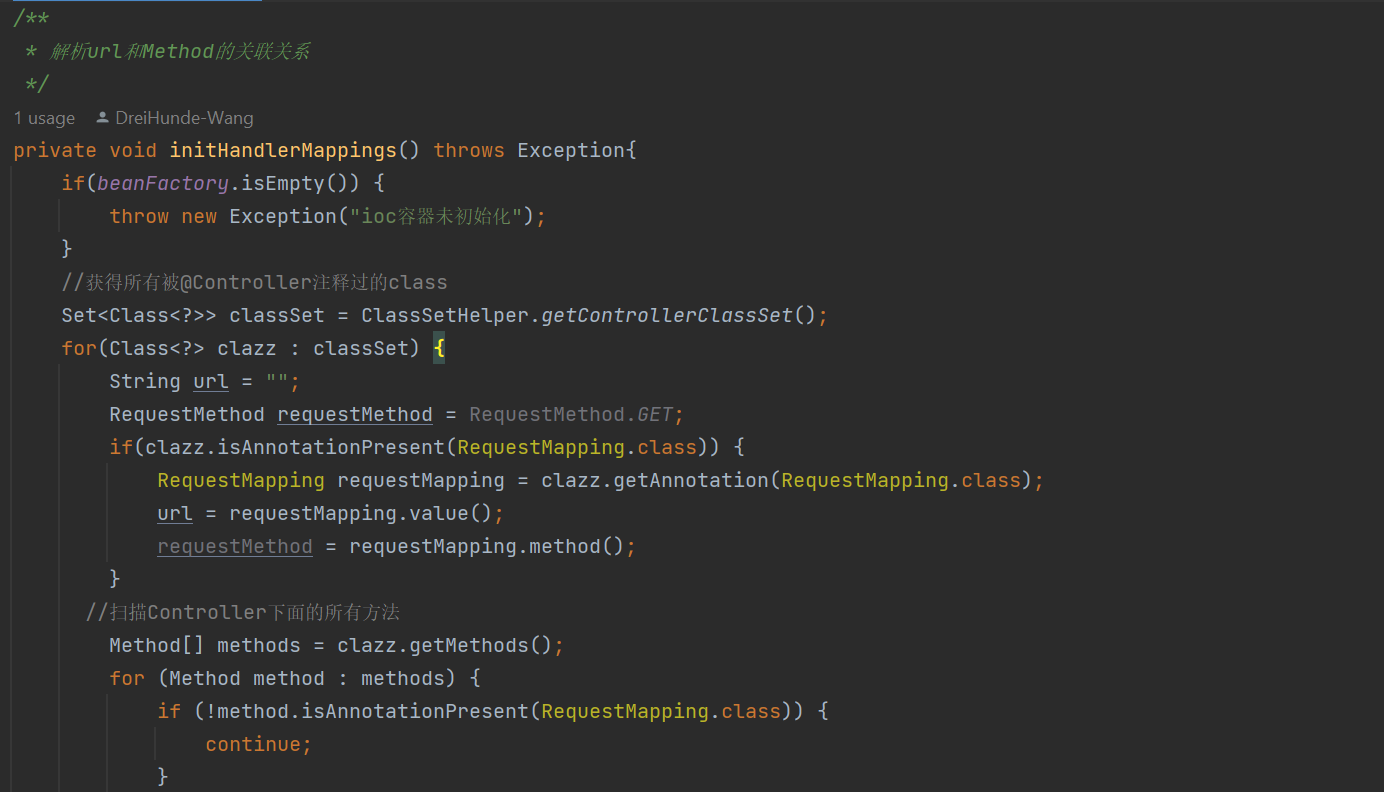 /**
 * 解析url和Method的关联关系
 */
1 usage DreiHunde-Wang
private void initHandlerMappings() throws Exception{
    if(beanFactory.isEmpty()) {
        throw new Exception("ioc容器未初始化");
    }
    //获得所有被@Controller注释过的class
    Set<Class<?>> classSet = ClassSetHelper.getControllerClassSet();
    for(Class<?> clazz : classSet) {
        String url = "";
        RequestMethod requestMethod = RequestMethod.GET;
        if(clazz.isAnnotationPresent(RequestMapping.class)) {
            RequestMapping requestMapping = clazz.getAnnotation(RequestMapping.class);
            url = requestMapping.value();
            requestMethod = requestMapping.method();
        }
      //扫描Controller下面的所有方法
        Method[] methods = clazz.getMethods();
        for (Method method : methods) {
            if (!method.isAnnotationPresent(RequestMapping.class)) {
                continue;
            }